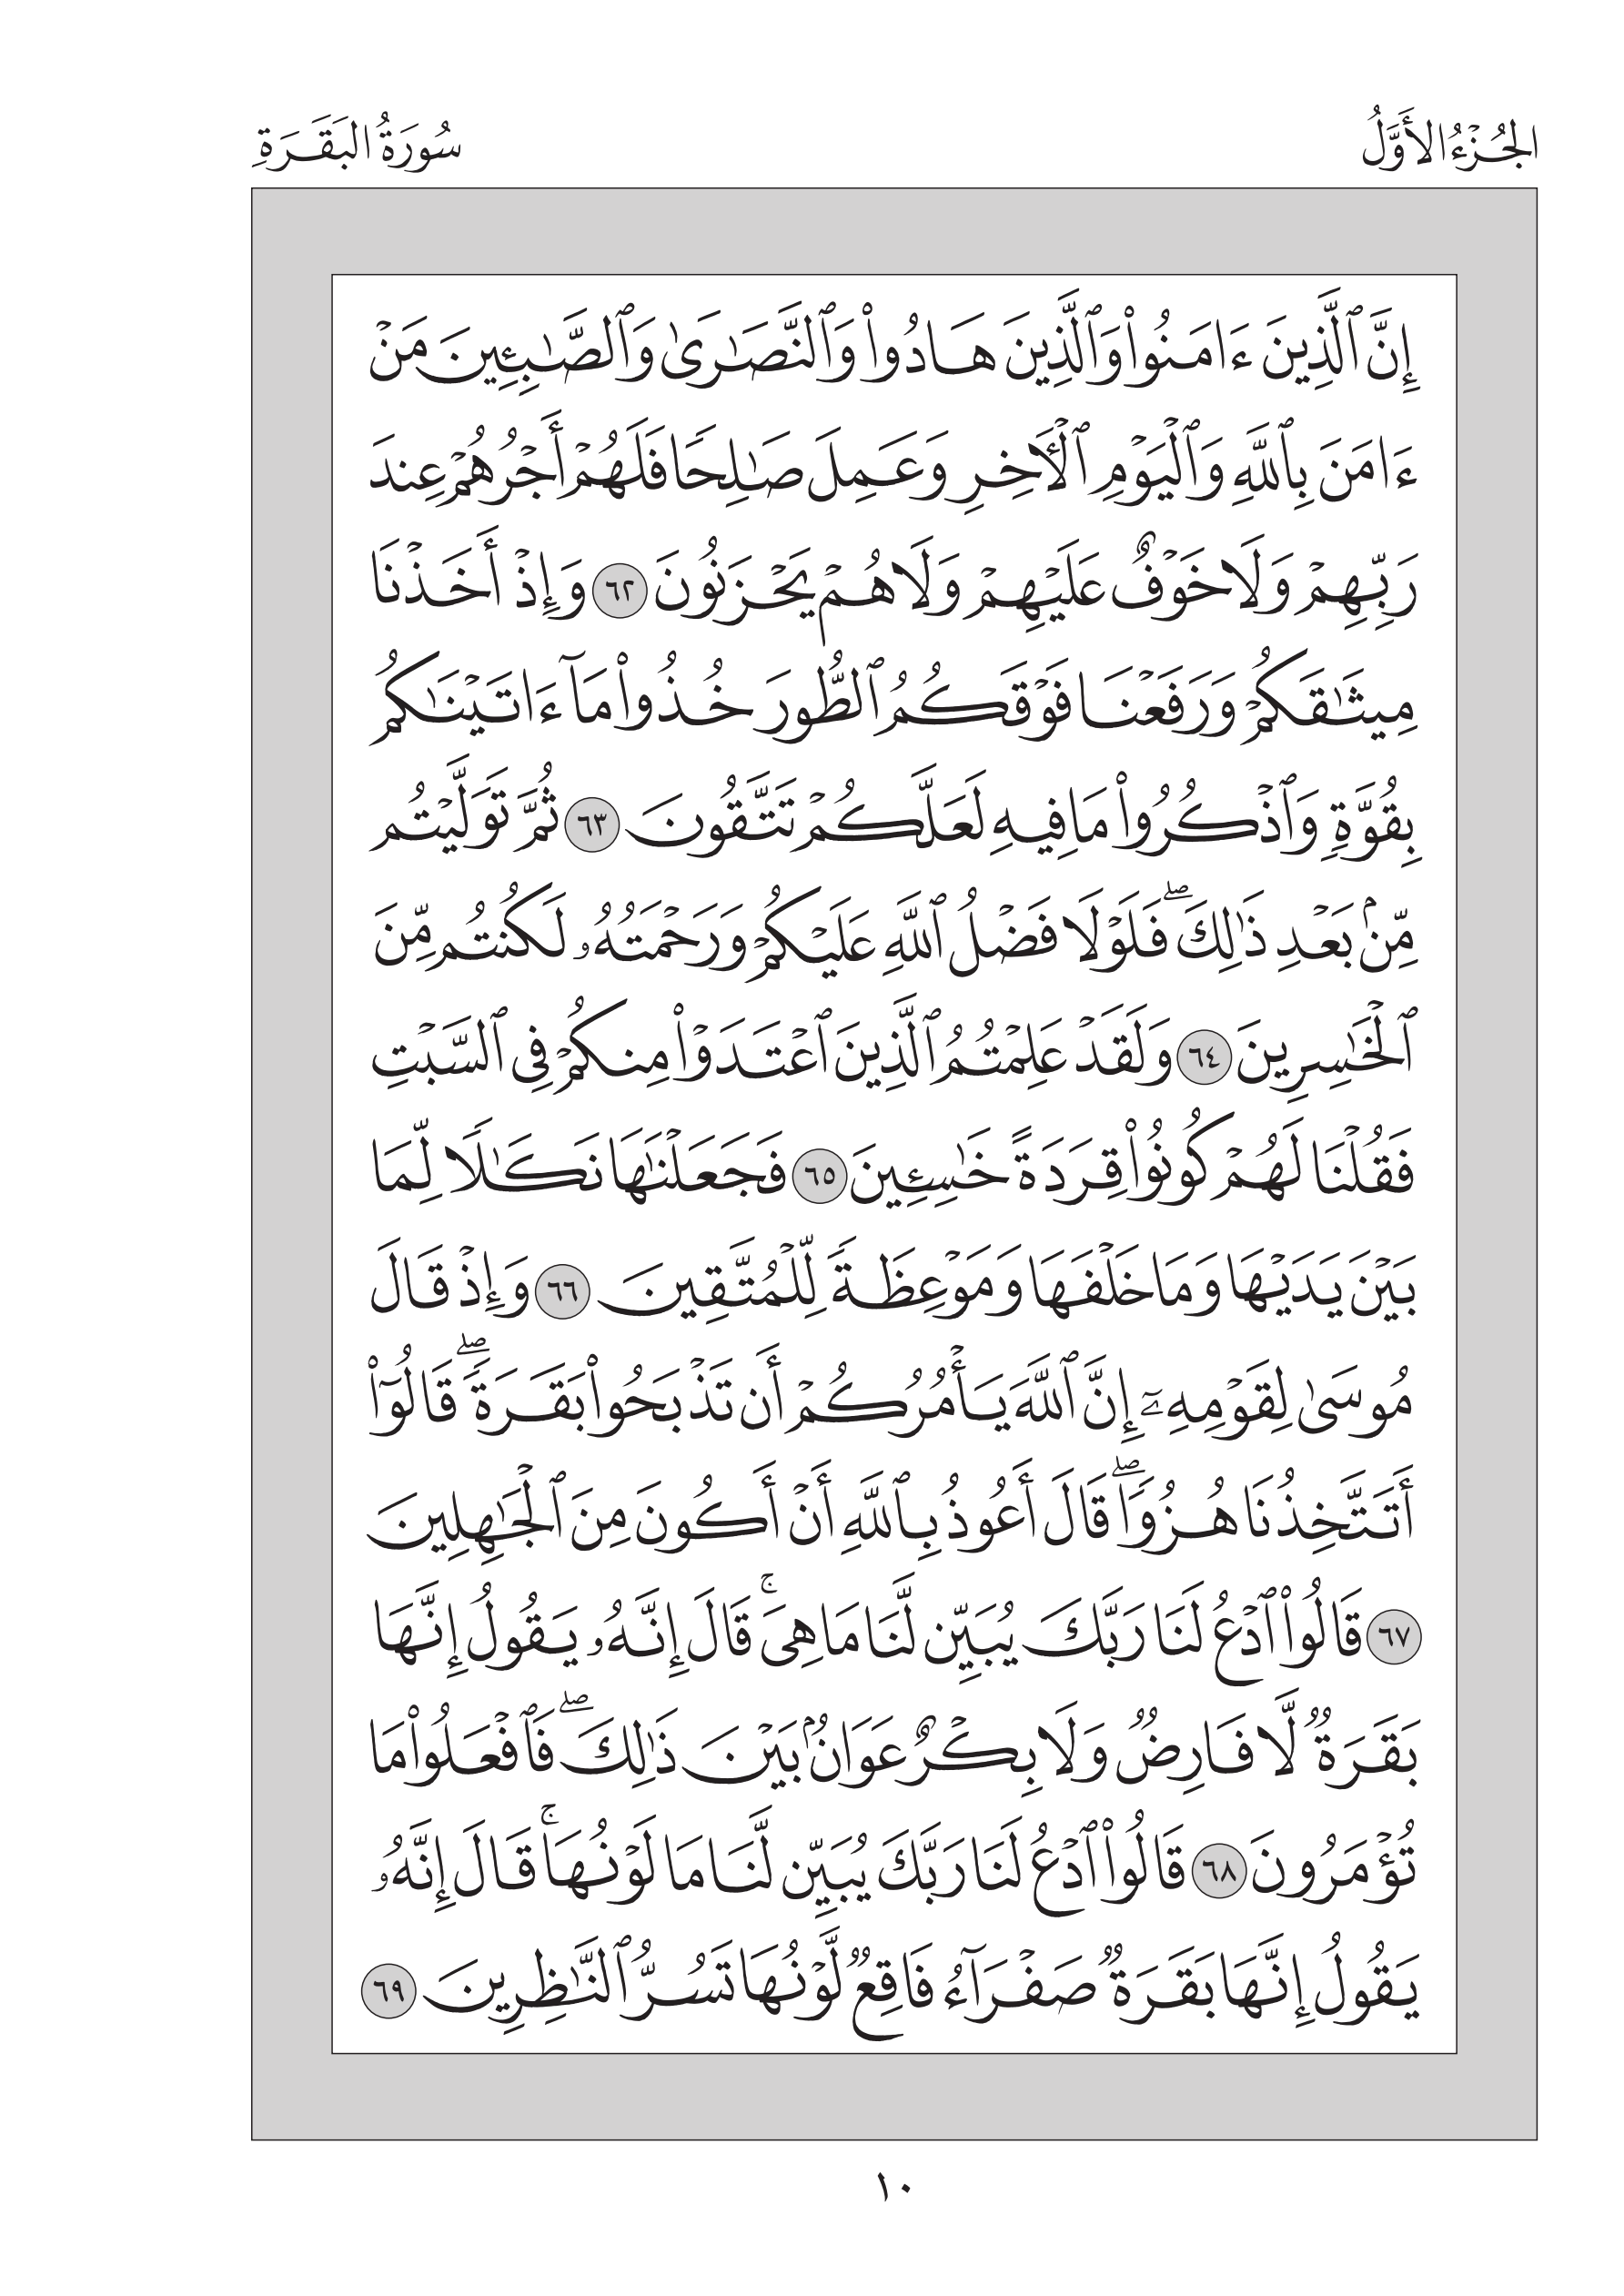 الجُزْءُ الأَوَّلُ
سُورَةُ البَقَرَةِ
إِنَّ ٱلَّذِينَ ءَامَنُواْ وَٱلَّذِينَ هَادُواْ وَٱلنَّصَٰرَىٰ وَٱلصَّٰبِـِٔينَ مَنۡ
ءَامَنَ بِٱللَّهِ وَٱلۡيَوۡمِ ٱلۡأٓخِرِ وَعَمِلَ صَٰلِحٗا فَلَهُمۡ أَجۡرُهُمۡ عِندَ
رَبِّهِمۡ وَلَا خَوۡفٌ عَلَيۡهِمۡ وَلَا هُمۡ يَحۡزَنُونَ ٦٢ وَإِذۡ أَخَذۡنَا
مِيثَٰقَكُمۡ وَرَفَعۡنَا فَوۡقَكُمُ ٱلطُّورَ خُذُواْ مَآ ءَاتَيۡنَٰكُم
بِقُوَّةٖ وَٱذۡكُرُواْ مَا فِيهِ لَعَلَّكُمۡ تَتَّقُونَ ٦٣ ثُمَّ تَوَلَّيۡتُم
مِّنۢ بَعۡدِ ذَٰلِكَۖ فَلَوۡلَا فَضۡلُ ٱللَّهِ عَلَيۡكُمۡ وَرَحۡمَتُهُۥ لَكُنتُم مِّنَ
ٱلۡخَٰسِرِينَ ٦٤ وَلَقَدۡ عَلِمۡتُمُ ٱلَّذِينَ ٱعۡتَدَوۡاْ مِنكُمۡ فِي ٱلسَّبۡتِ
فَقُلۡنَا لَهُمۡ كُونُواْ قِرَدَةً خَٰسِـِٔينَ ٦٥ فَجَعَلۡنَٰهَا نَكَٰلٗا لِّمَا
بَيۡنَ يَدَيۡهَا وَمَا خَلۡفَهَا وَمَوۡعِظَةٗ لِّلۡمُتَّقِينَ ٦٦ وَإِذۡ قَالَ
مُوسَىٰ لِقَوۡمِهِۦٓ إِنَّ ٱللَّهَ يَأۡمُرُكُمۡ أَن تَذۡبَحُواْ بَقَرَةٗۖ قَالُوٓاْ
أَتَتَّخِذُنَا هُزُوٗاۖ قَالَ أَعُوذُ بِٱللَّهِ أَنۡ أَكُونَ مِنَ ٱلۡجَٰهِلِينَ
٦٧ قَالُواْ ٱدۡعُ لَنَا رَبَّكَ يُبَيِّن لَّنَا مَا هِيَۚ قَالَ إِنَّهُۥ يَقُولُ إِنَّهَا
بَقَرَةٞ لَّا فَارِضٞ وَلَا بِكۡرٌ عَوَانُۢ بَيۡنَ ذَٰلِكَۖ فَٱفۡعَلُواْ مَا
تُؤۡمَرُونَ ٦٨ قَالُواْ ٱدۡعُ لَنَا رَبَّكَ يُبَيِّن لَّنَا مَا لَوۡنُهَاۚ قَالَ إِنَّهُۥ
يَقُولُ إِنَّهَا بَقَرَةٞ صَفۡرَآءُ فَاقِعٞ لَّوۡنُهَا تَسُرُّ ٱلنَّٰظِرِينَ ٦٩
١٠